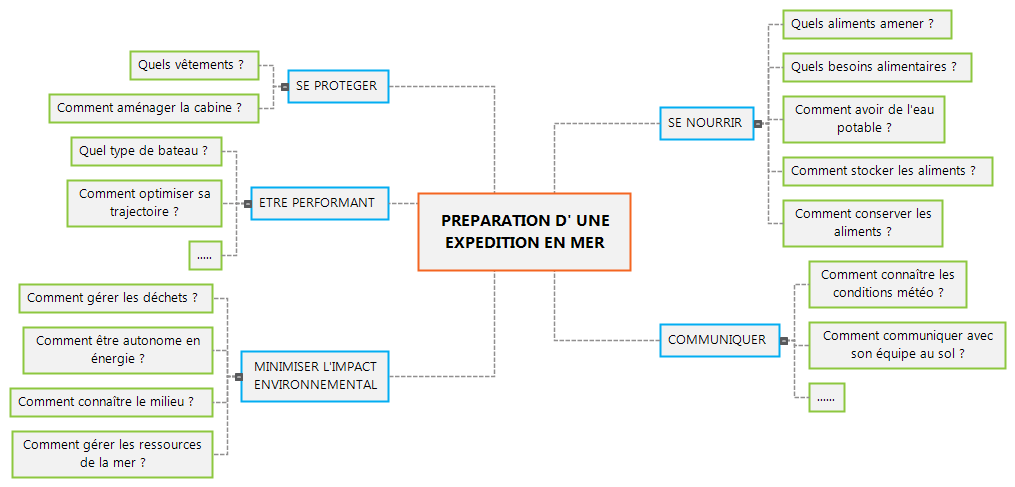 PREPARATION D' UNE
EXPEDITION EN MER
SE PROTEGER
Quels vêtements ?
Comment aménager la cabine ?
ETRE PERFORMANT
Quel type de bateau ?
Comment optimiser sa
trajectoire ?
.....
MINIMISER L'IMPACT
ENVIRONNEMENTAL
Comment gérer les déchets ?
Comment être autonome en
énergie ?
Comment connaître le milieu ?
Comment gérer les ressources
de la mer ?
SE NOURRIR
Quels aliments amener ?
Quels besoins alimentaires ?
Comment avoir de l'eau
potable ?
Comment stocker les aliments ?
Comment conserver les
aliments ?
COMMUNIQUER
Comment connaître les
conditions météo ?
Comment communiquer avec
son équipe au sol ?
......